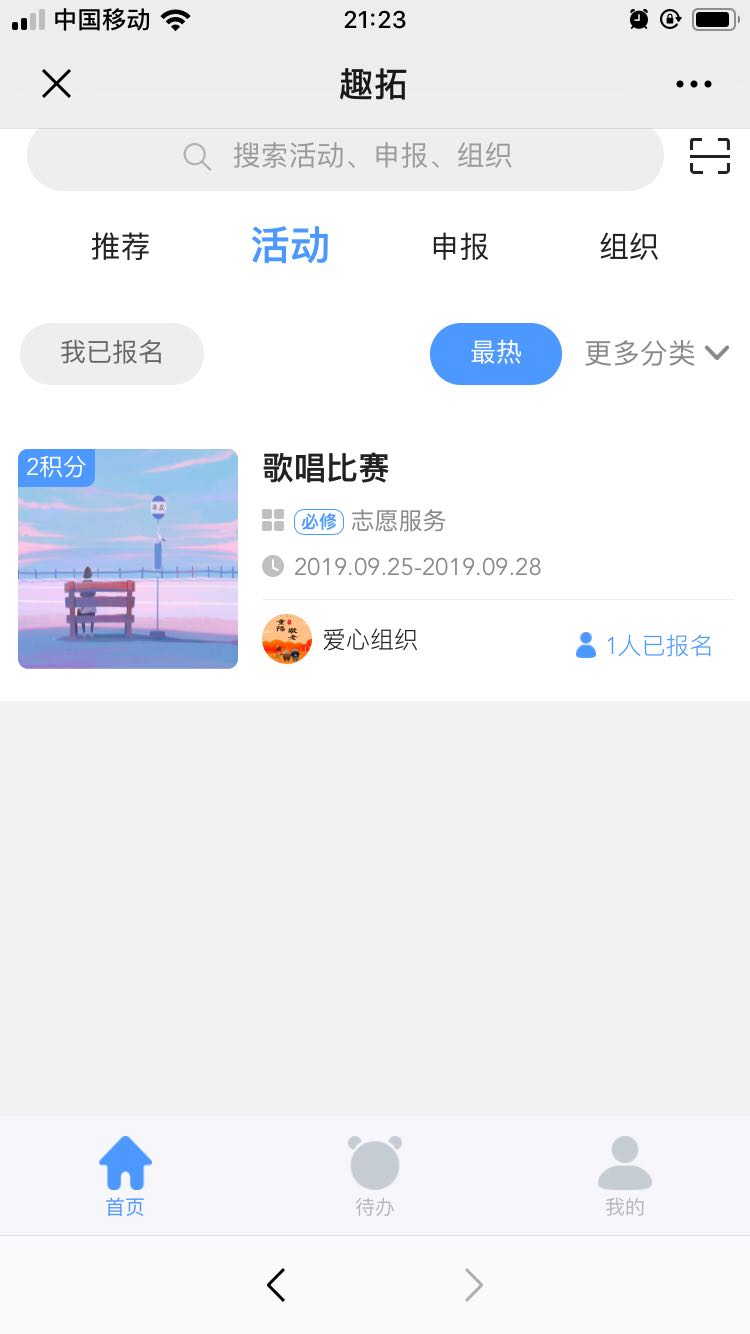 中国移动 21:23
趣拓
搜索活动、申报、组织
推荐 活动 申报 组织
我已报名 最热 更多分类
2积分
歌唱比赛
必修 志愿服务
2019.09.25-2019.09.28
爱心组织 1人已报名
首页 待办 我的